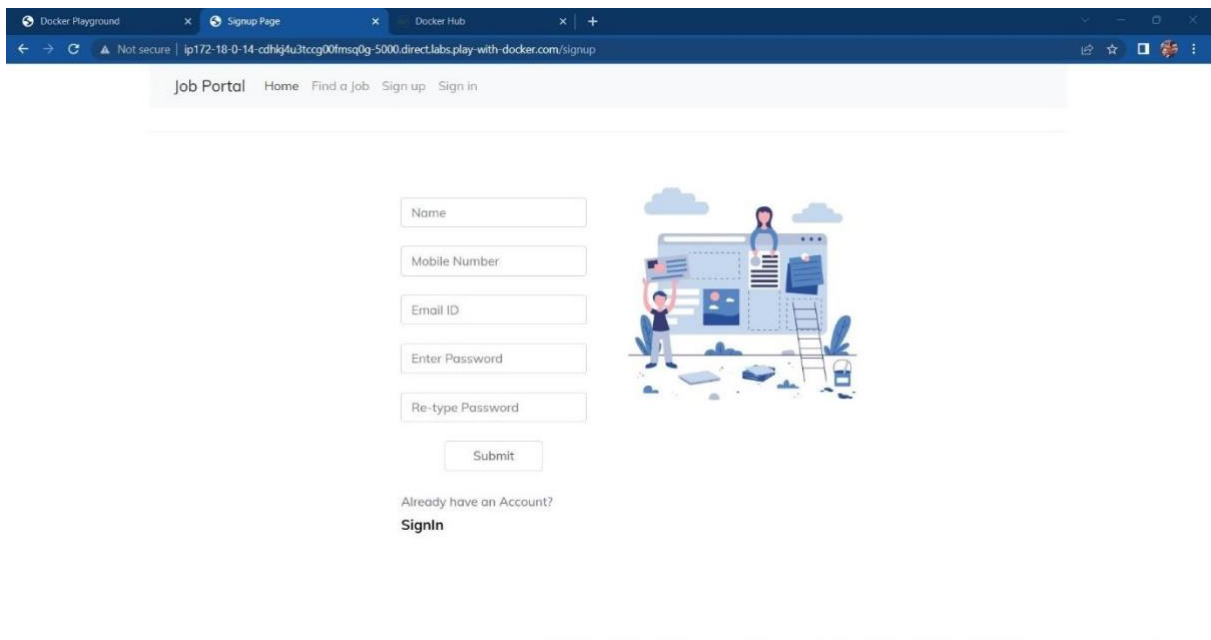 Docker Playground Signup Page Docker Hub
Not secure ip172-18-0-14-cdhkj4u3tccg00fmsq0g-5000.direct.labs.play-with-docker.com/signup
Job Portal Home Find a Job Sign up Sign in
Name
Mobile Number
Email ID
Enter Password
Re-type Password
Submit
Already have an Account?
SignIn